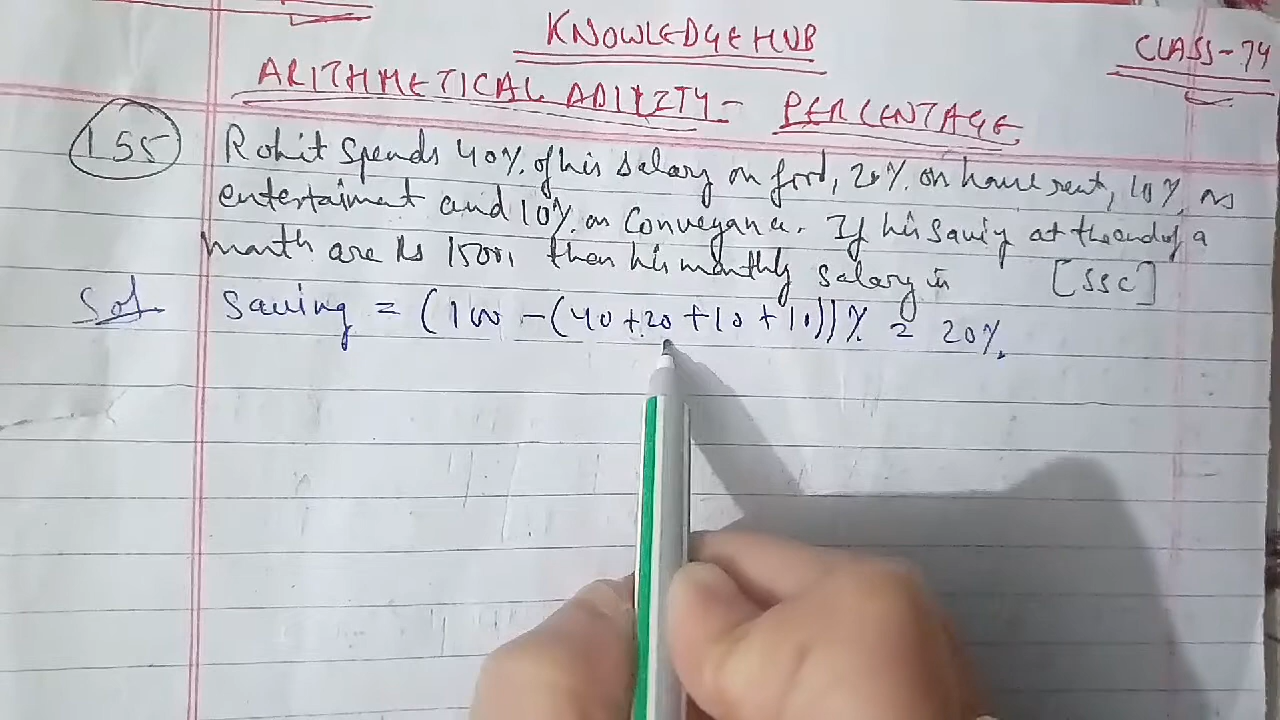 KNOWLEDGE HUB
CLASS-74
ARITHMETICAL ABILITY- PERCENTAGE
155 Rohit Spends 40% of his salary on food, 20% on house rent, 10% on
entertaiment and 10% on Conveyance. If his Saving at the end of a
month are Rs 1500, then his monthly salary is [SSC]
Sol. Saving = (100 - (40+20+10+10))% = 20%.